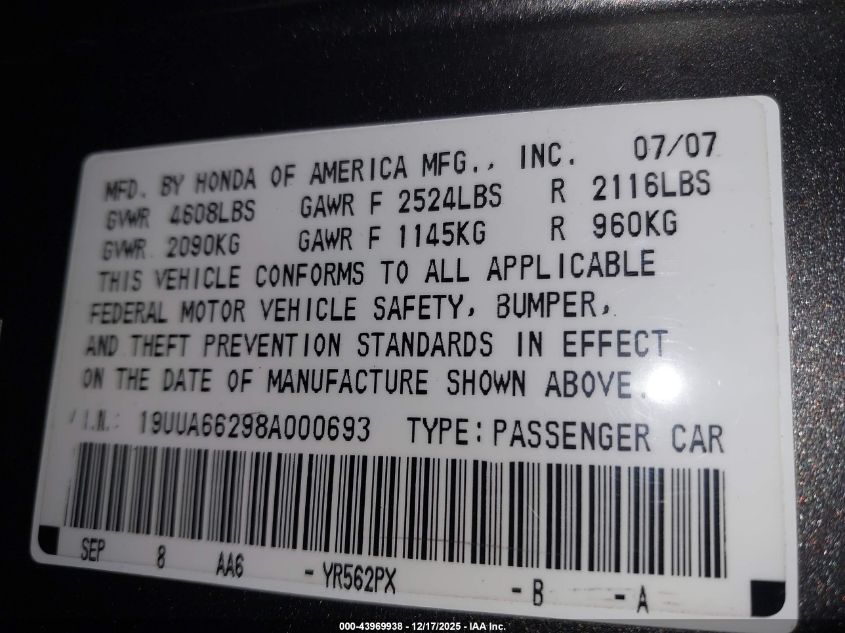 MFD. BY HONDA OF AMERICA MFG., INC. 07/07
GVWR 4608LBS GAWR F 2524LBS R 2116LBS
GVWR 2090KG GAWR F 1145KG R 960KG
THIS VEHICLE CONFORMS TO ALL APPLICABLE
FEDERAL MOTOR VEHICLE SAFETY, BUMPER,
AND THEFT PREVENTION STANDARDS IN EFFECT
ON THE DATE OF MANUFACTURE SHOWN ABOVE.
V.I.N.: 19UUA66298A000693 TYPE: PASSENGER CAR
SEP 8 AA6 - YR562PX - B - A
000-43969938 - 12/17/2025 - IAA Inc.